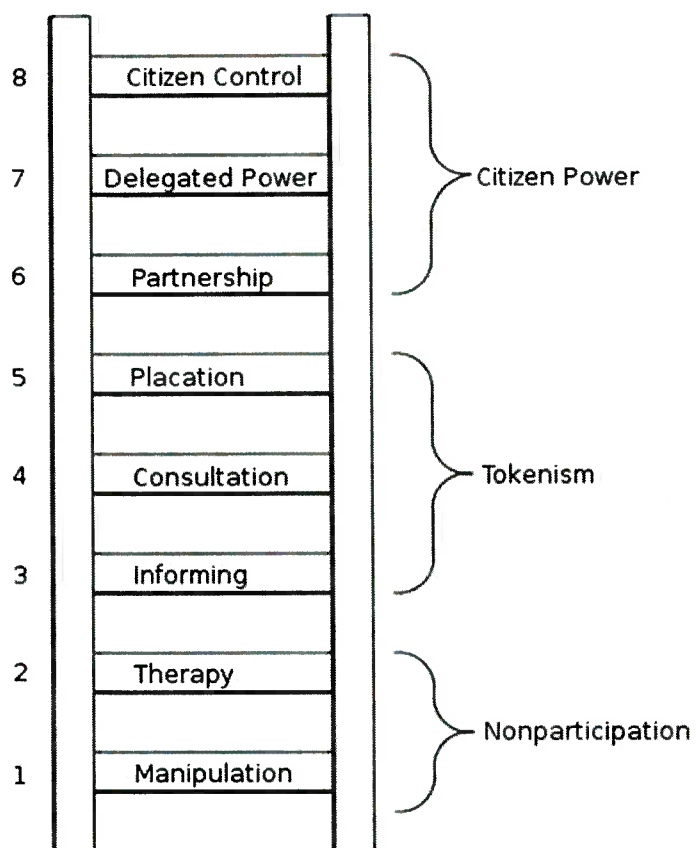 8 Citizen Control
7 Delegated Power
Citizen Power
6 Partnership
5 Placation
4 Consultation
Tokenism
3 Informing
2 Therapy
Nonparticipation
1 Manipulation